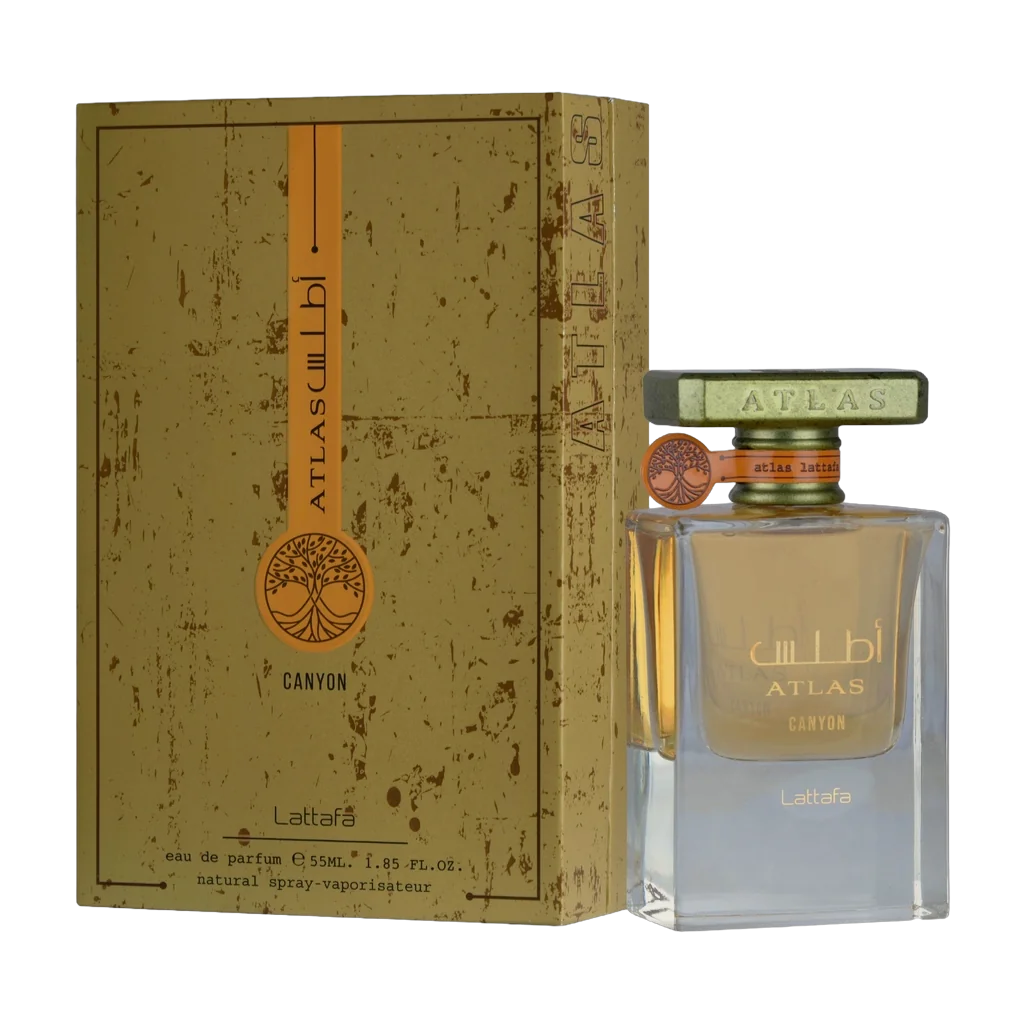 أطلس
ATLAS
CANYON
Lattafa
eau de parfum ℮ 55ML. 1.85 FL.OZ.
natural spray-vaporisateur
ATLAS
ATLAS
atlas lattafa
أطلس
ATLAS
CANYON
Lattafa